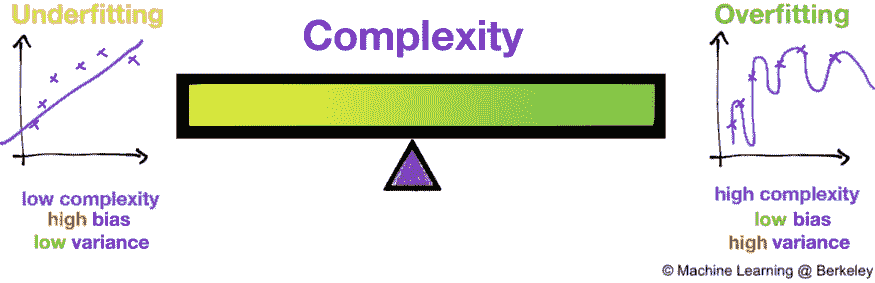 Underfitting
Complexity
Overfitting
low complexity
high bias
low variance
high complexity
low bias
high variance
© Machine Learning @ Berkeley